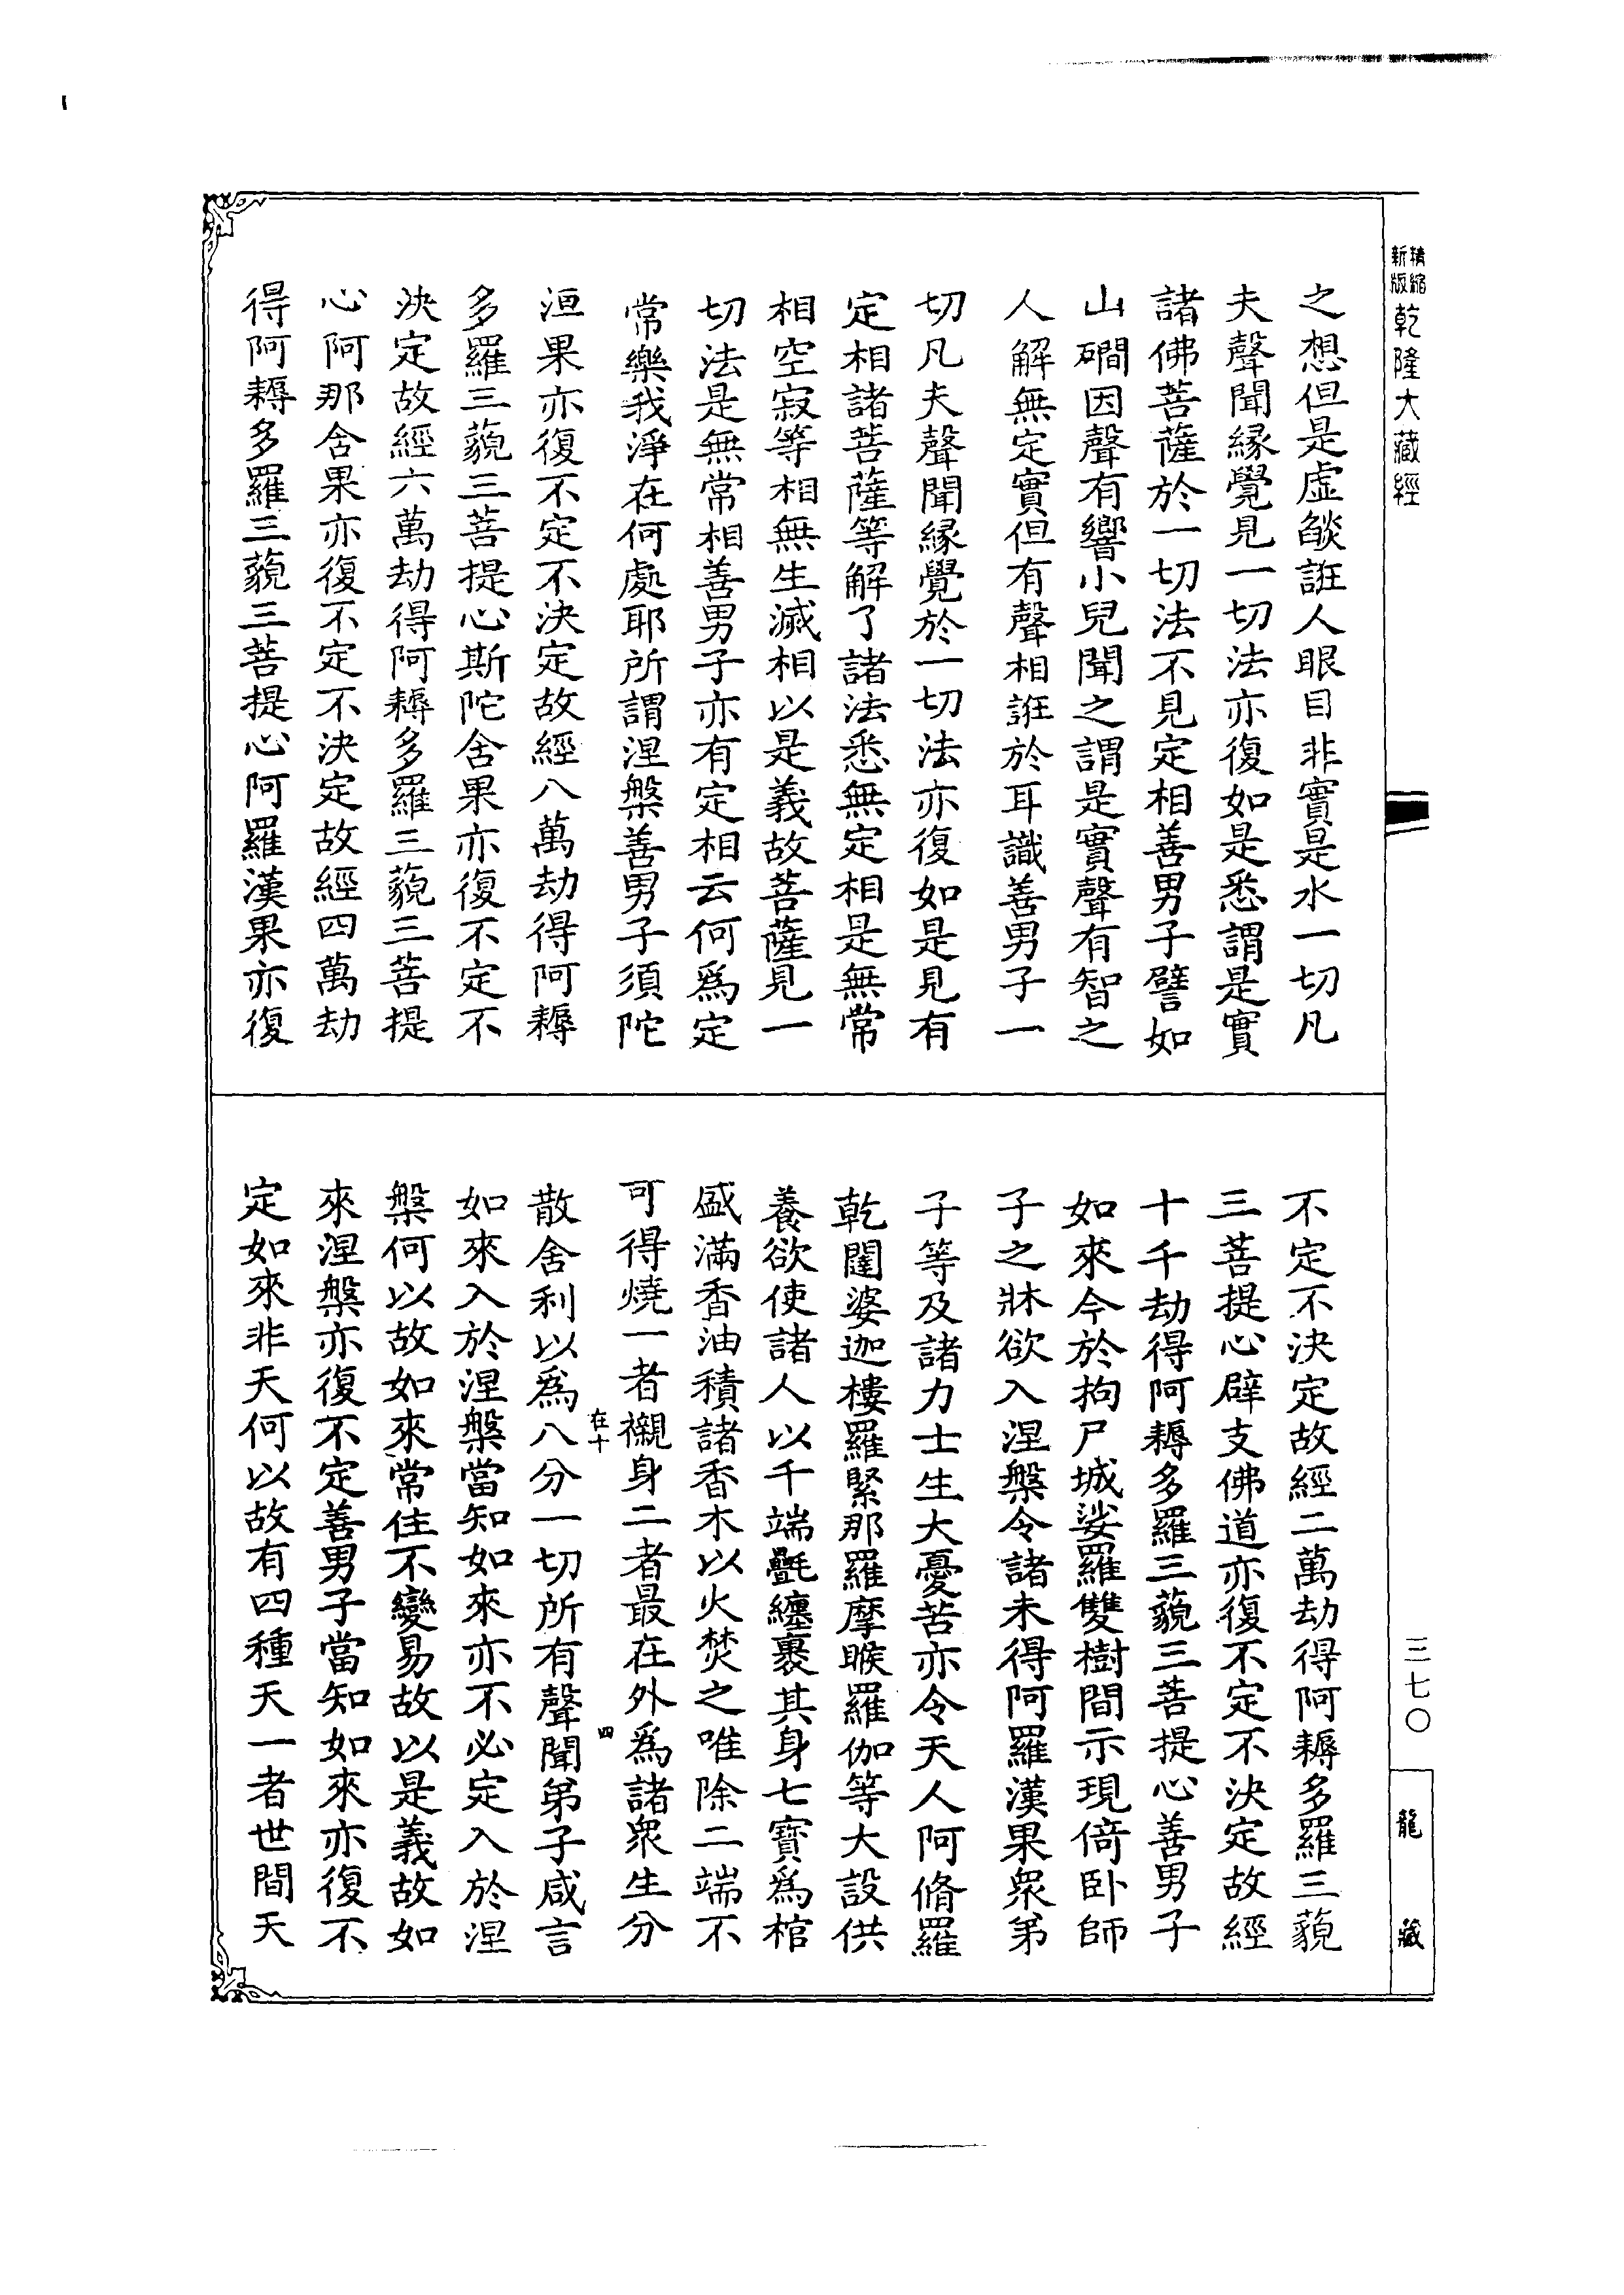 精縮
新版
乾隆大藏經
三七〇
龍藏
之想但是虛𦦨誑人眼目非實是水一切凡
夫聲聞緣覺見一切法亦復如是悉謂是實
諸佛菩薩於一切法不見定相善男子譬如
山磵因聲有響小兒聞之謂是實聲有智之
人解無定實但有聲相誑於耳識善男子一
切凡夫聲聞緣覺於一切法亦復如是見有
定相諸菩薩等解了諸法悉無定相是無常
相空寂等相無生滅相以是義故菩薩見一
切法是無常相善男子亦有定相云何爲定
常樂我淨在何處耶所謂涅槃善男子須陀
洹果亦復不定不決定故經八萬劫得阿耨
多羅三藐三菩提心斯陀舍果亦復不定不
決定故經六萬劫得阿耨多羅三藐三菩提
心阿那舍果亦復不定不決定故經四萬劫
得阿耨多羅三藐三菩提心阿羅漢果亦復
不定不決定故經二萬劫得阿耨多羅三藐
三菩提心辟支佛道亦復不定不決定故經
十千劫得阿耨多羅三藐三菩提心善男子
如來今於拘尸城娑羅雙樹間示現倚卧師
子之牀欲入涅槃令諸未得阿羅漢果衆弟
子等及諸力士生大憂苦亦令天人阿脩羅
乾闥婆迦樓羅緊那羅摩睺羅伽等大設供
養欲使諸人以千端㲲纏裹其身七寶爲棺
盛滿香油積諸香木以火焚之唯除二端不
可得燒一者襯身二者最在外爲諸衆生分
在十
四
散舍利以爲八分一切所有聲聞弟子咸言
如來入於涅槃當知如來亦不必定入於涅
槃何以故如來常住不變易故以是義故如
來涅槃亦復不定善男子當知如來亦復不
定如來非天何以故有四種天一者世間天